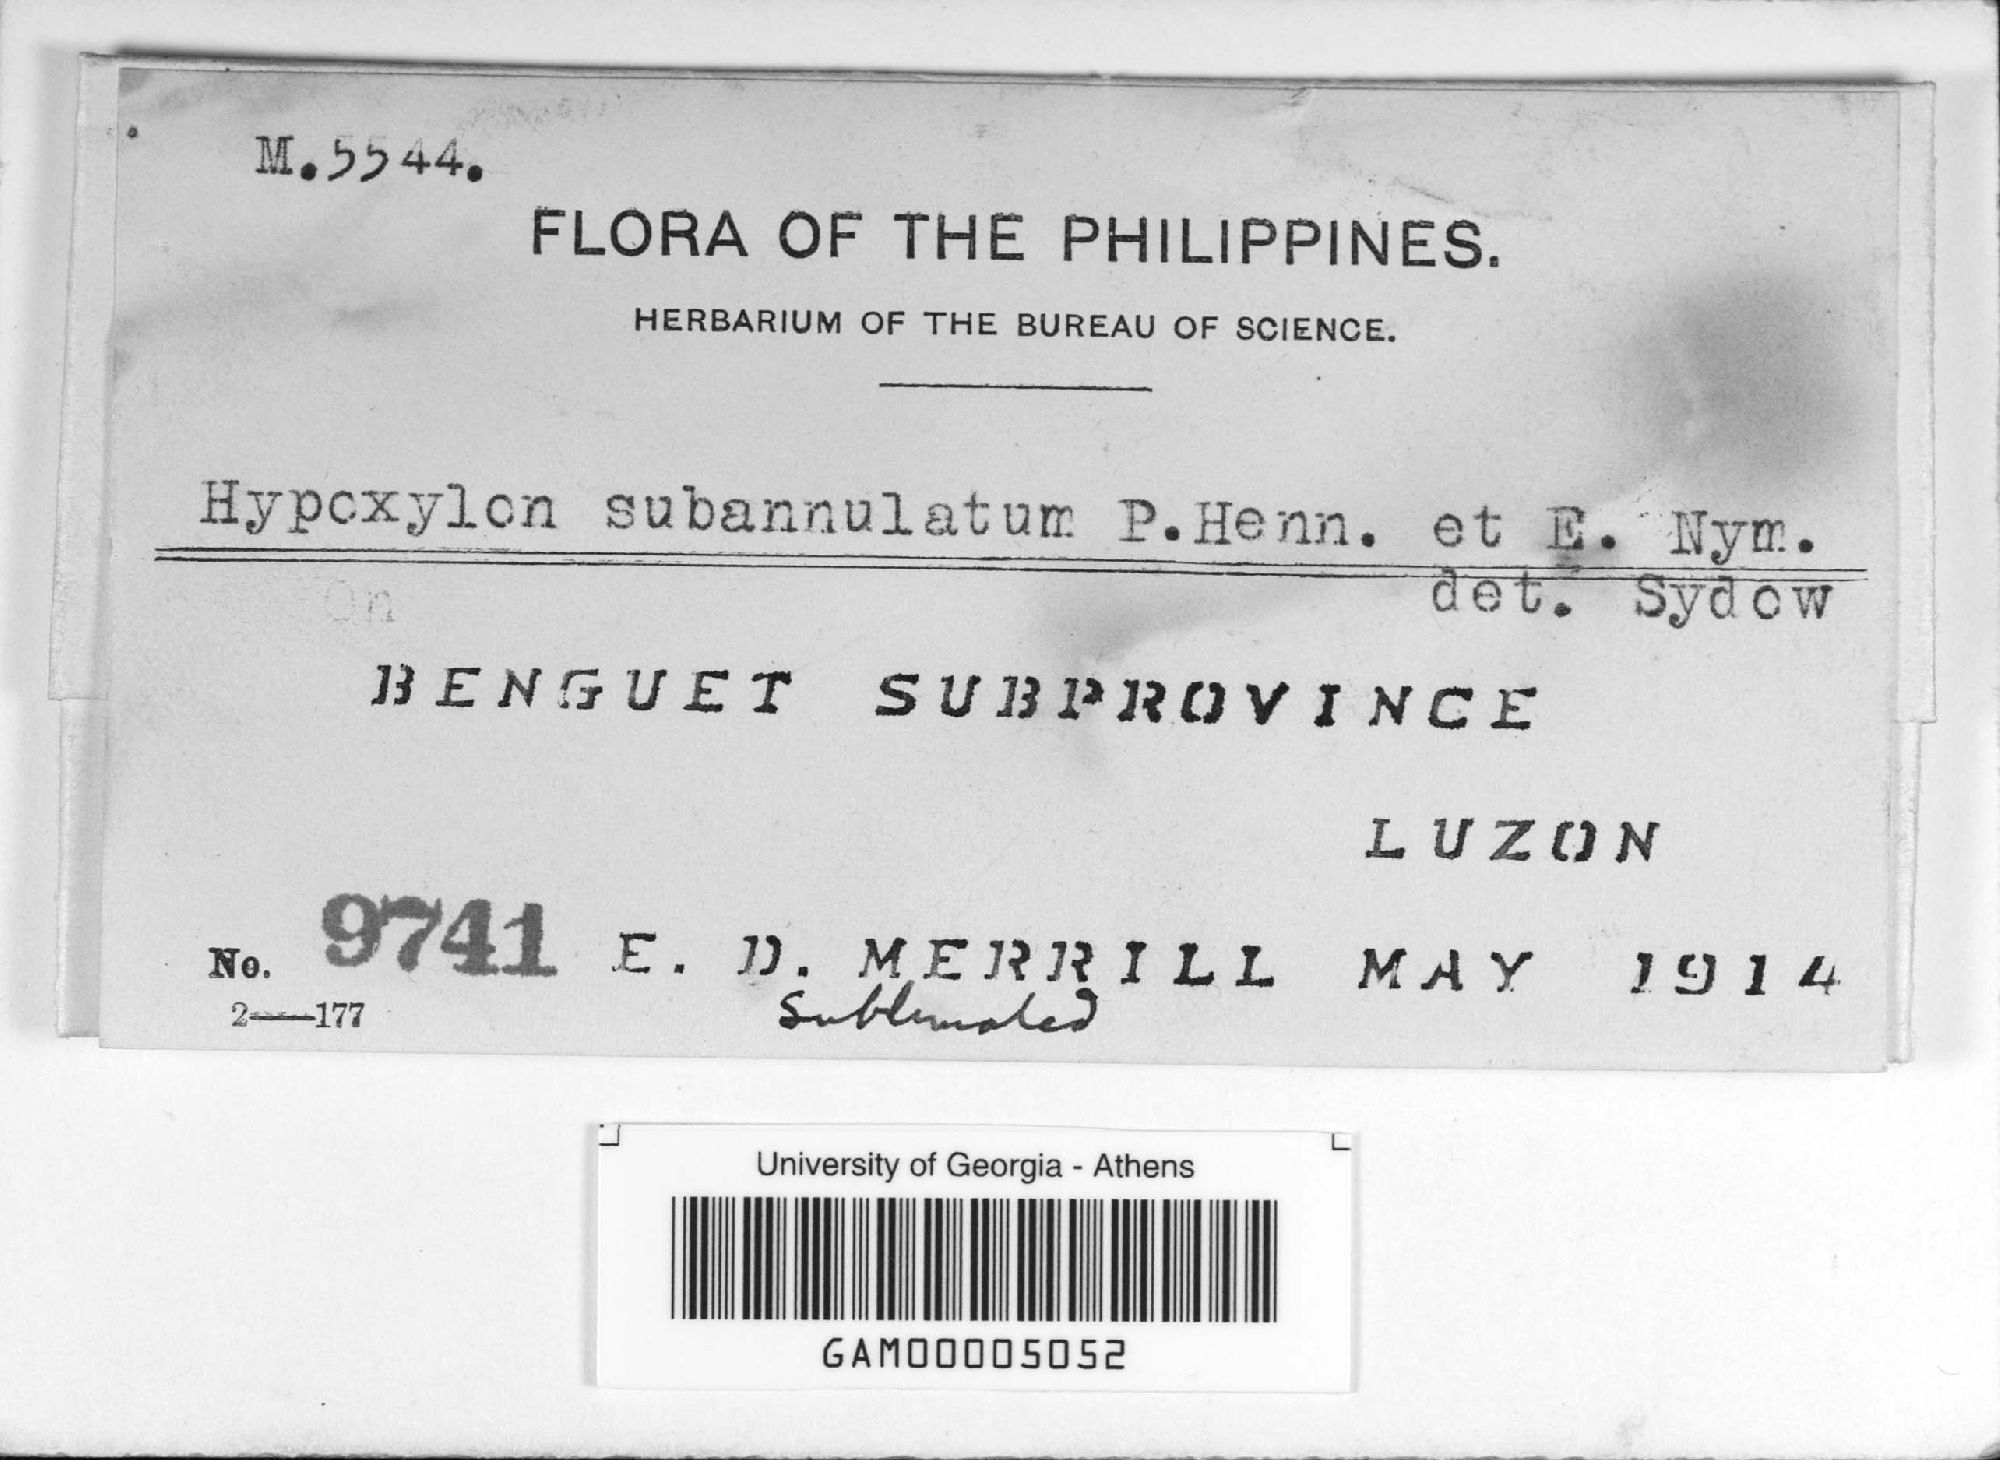 M.5544.
FLORA OF THE PHILIPPINES.
HERBARIUM OF THE BUREAU OF SCIENCE.
Hypoxylon subannulatum P.Henn. et E. Nym.
det. Sydow
On
BENGUET SUBPROVINCE
LUZON
No. 9741 E. D. MERRILL MAY 1914
2—177
Sublimated
University of Georgia - Athens
GAM00005052